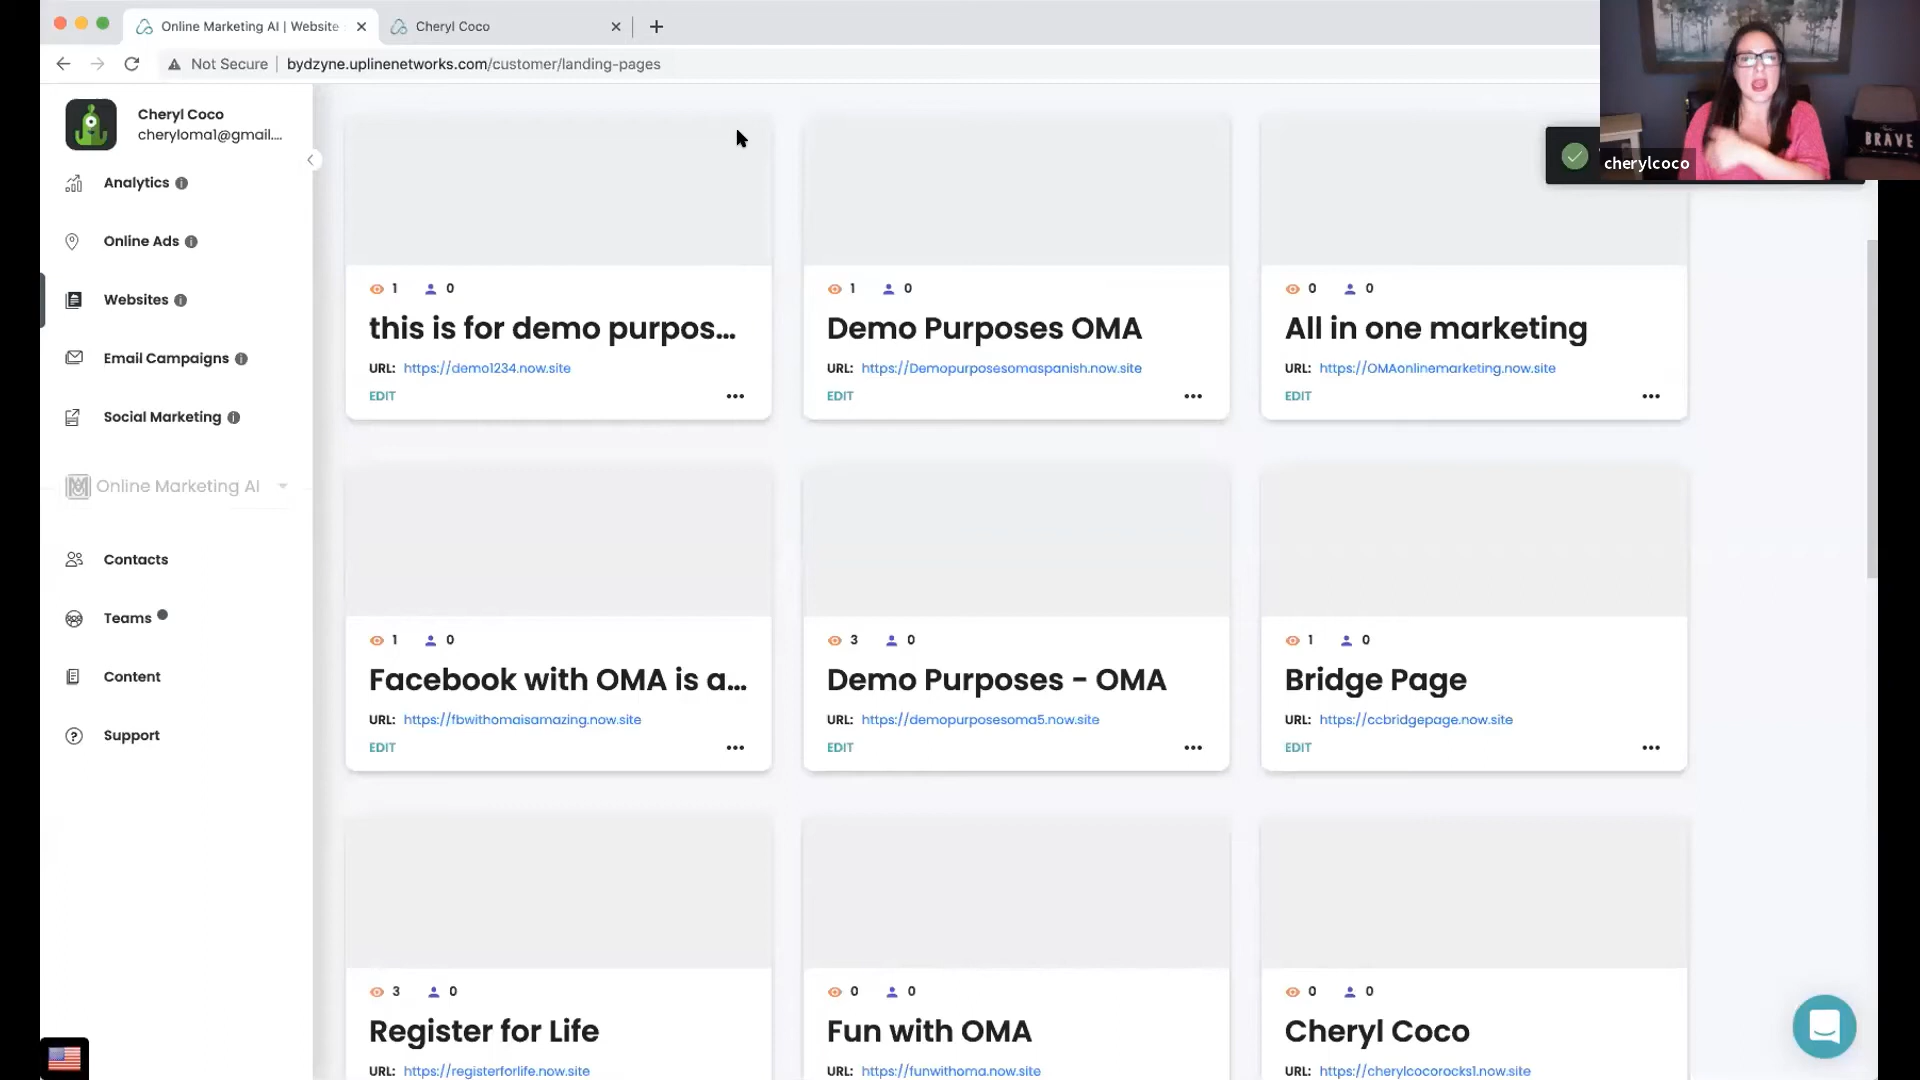 Online Marketing AI | Website
Cheryl Coco
Not Secure
bydzyne.uplinenetworks.com/customer/landing-pages
Cheryl Coco
cheryloma1@gmail....
Analytics
Online Ads
Websites
Email Campaigns
Social Marketing
Online Marketing AI
Contacts
Teams
Content
Support
1 0
this is for demo purpos...
URL: https://demo1234.now.site
EDIT
1 0
Demo Purposes OMA
URL: https://Demopurposesomaspanish.now.site
EDIT
0 0
All in one marketing
URL: https://OMAonlinemarketing.now.site
EDIT
1 0
Facebook with OMA is a...
URL: https://fbwithomaisamazing.now.site
EDIT
3 0
Demo Purposes - OMA
URL: https://demopurposesoma5.now.site
EDIT
1 0
Bridge Page
URL: https://ccbridgepage.now.site
EDIT
3 0
Register for Life
URL: https://registerforlife.now.site
0 0
Fun with OMA
URL: https://funwithoma.now.site
0 0
Cheryl Coco
URL: https://cherylcocorocks1.now.site
cherylcoco
BRAVE